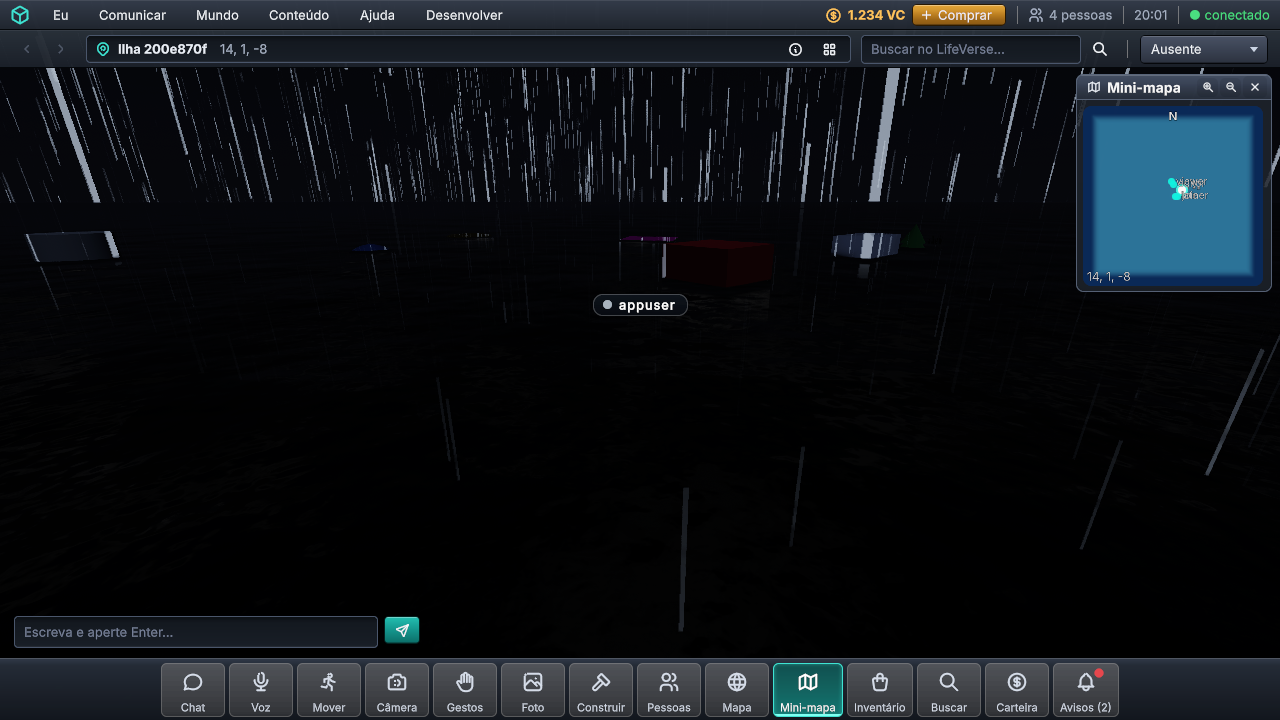 Eu Comunicar Mundo Conteúdo Ajuda Desenvolver 1.234 VC Comprar 4 pessoas 20:01 conectado
Ilha 200e870f 14, 1, -8 Buscar no LifeVerse... Ausente
Mini-mapa
N
14, 1, -8
appuser
Escreva e aperte Enter...
Chat Voz Mover Câmera Gestos Foto Construir Pessoas Mapa Mini-mapa Inventário Buscar Carteira Avisos (2)